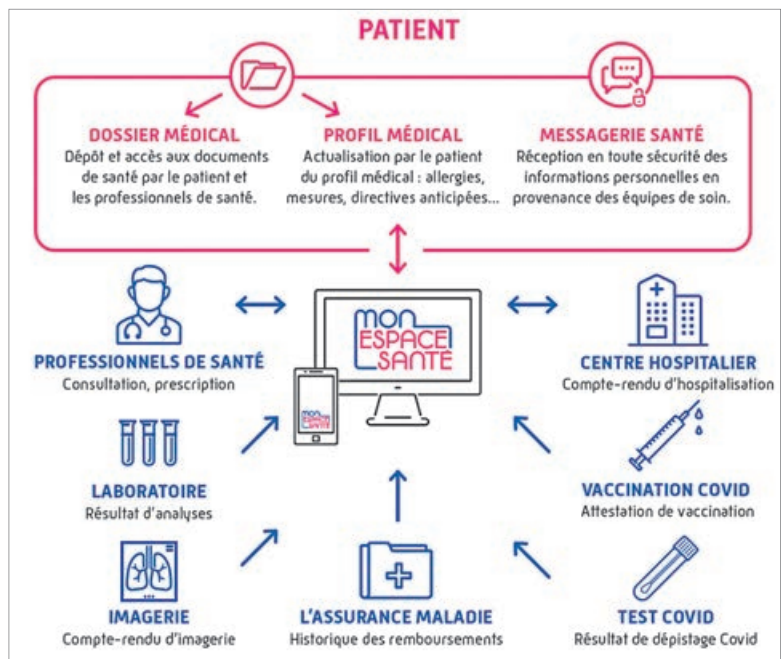 PATIENT
DOSSIER MÉDICAL
Dépôt et accès aux documents
de santé par le patient et
les professionnels de santé.
PROFIL MÉDICAL
Actualisation par le patient
du profil médical : allergies,
mesures, directives anticipées...
MESSAGERIE SANTÉ
Réception en toute sécurité des
informations personnelles en
provenance des équipes de soin.
MON
ESPACE
SANTÉ
MON
ESPACE
SANTÉ
PROFESSIONNELS DE SANTÉ
Consultation, prescription
CENTRE HOSPITALIER
Compte-rendu d'hospitalisation
LABORATOIRE
Résultat d'analyses
VACCINATION COVID
Attestation de vaccination
IMAGERIE
Compte-rendu d'imagerie
L'ASSURANCE MALADIE
Historique des remboursements
TEST COVID
Résultat de dépistage Covid